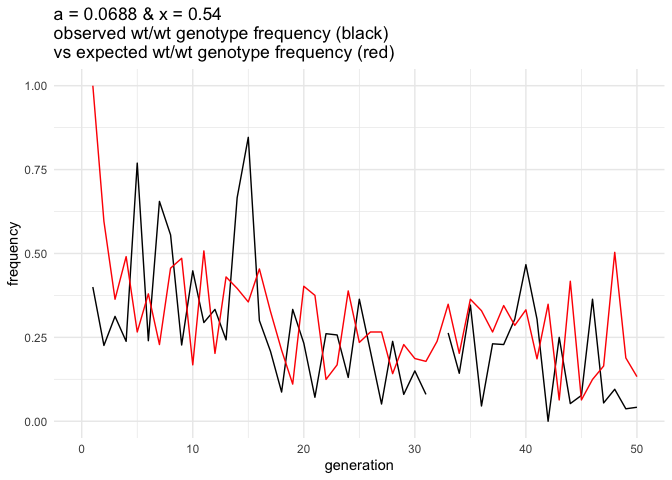 a = 0.0688 & x = 0.54
observed wt/wt genotype frequency (black)
vs expected wt/wt genotype frequency (red)
1.00
0.75
0.50
0.25
0.00
frequency
0 10 20 30 40 50
generation